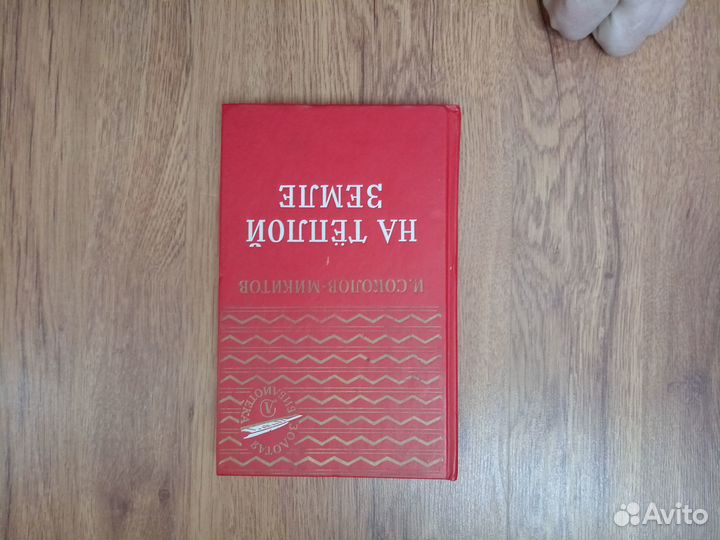 ЗОЛОТАЯ
БИБЛИОТЕКА
И.СОКОЛОВ-МИКИТОВ
НА ТЁПЛОЙ
ЗЕМЛЕ
Avito